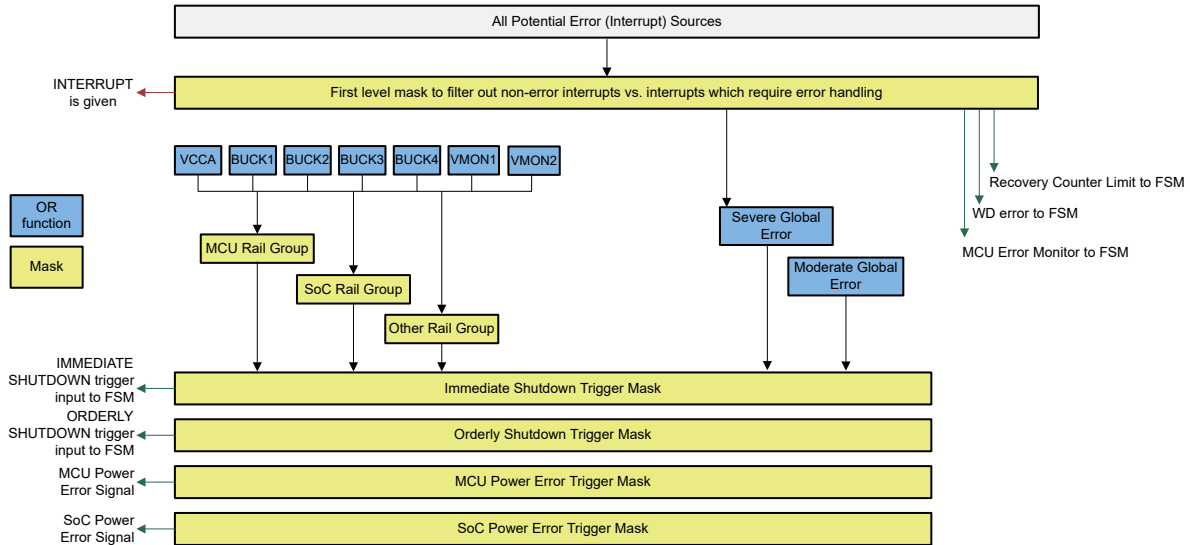 All Potential Error (Interrupt) Sources
INTERRUPT
is given
First level mask to filter out non-error interrupts vs. interrupts which require error handling
VCCA
BUCK1
BUCK2
BUCK3
BUCK4
VMON1
VMON2
Recovery Counter Limit to FSM
WD error to FSM
MCU Error Monitor to FSM
OR
function
Mask
Severe Global
Error
MCU Rail Group
Moderate Global
Error
SoC Rail Group
Other Rail Group
IMMEDIATE
SHUTDOWN trigger
input to FSM
Immediate Shutdown Trigger Mask
ORDERLY
SHUTDOWN trigger
input to FSM
Orderly Shutdown Trigger Mask
MCU Power
Error Signal
MCU Power Error Trigger Mask
SoC Power
Error Signal
SoC Power Error Trigger Mask